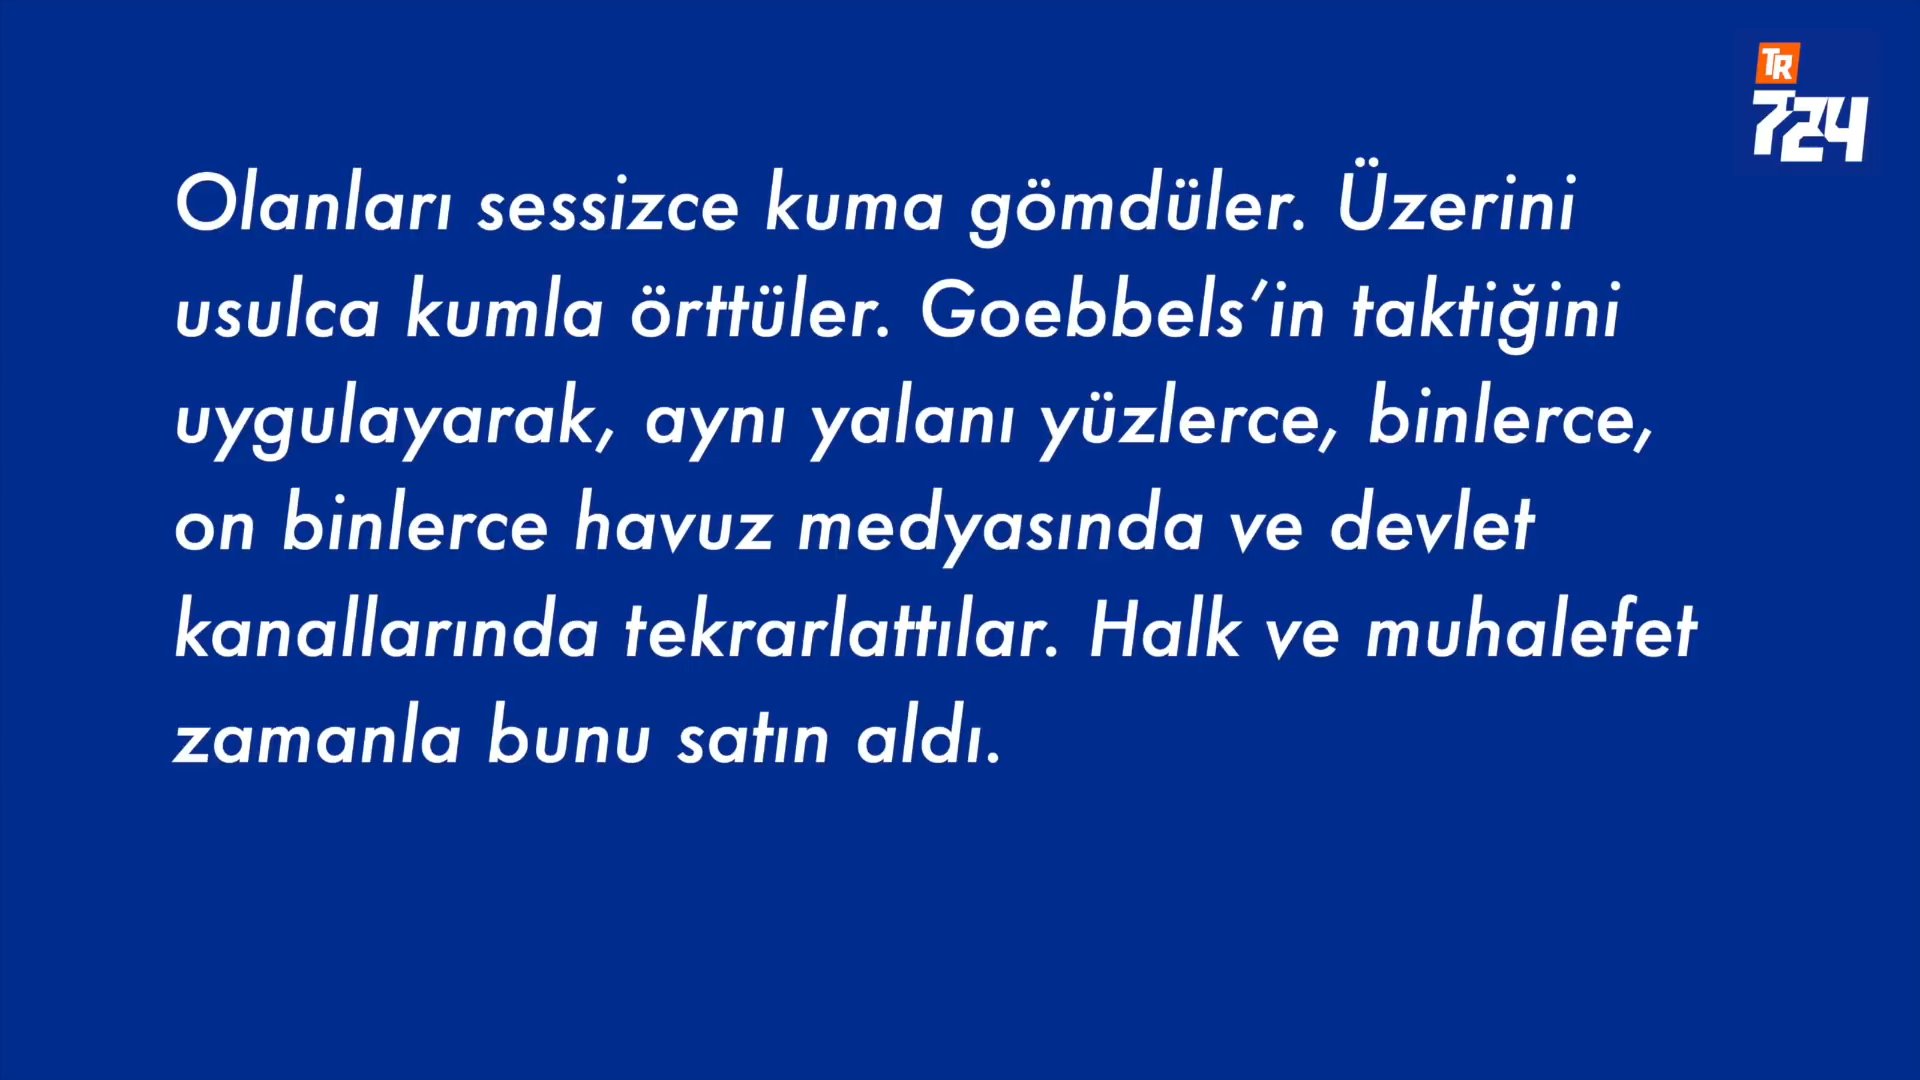 TR
724
Olanları sessizce kuma gömdüler. Üzerini
usulca kumla örttüler. Goebbels’in taktiğini
uygulayarak, aynı yalanı yüzlerce, binlerce,
on binlerce havuz medyasında ve devlet
kanallarında tekrarlattılar. Halk ve muhalefet
zamanla bunu satın aldı.